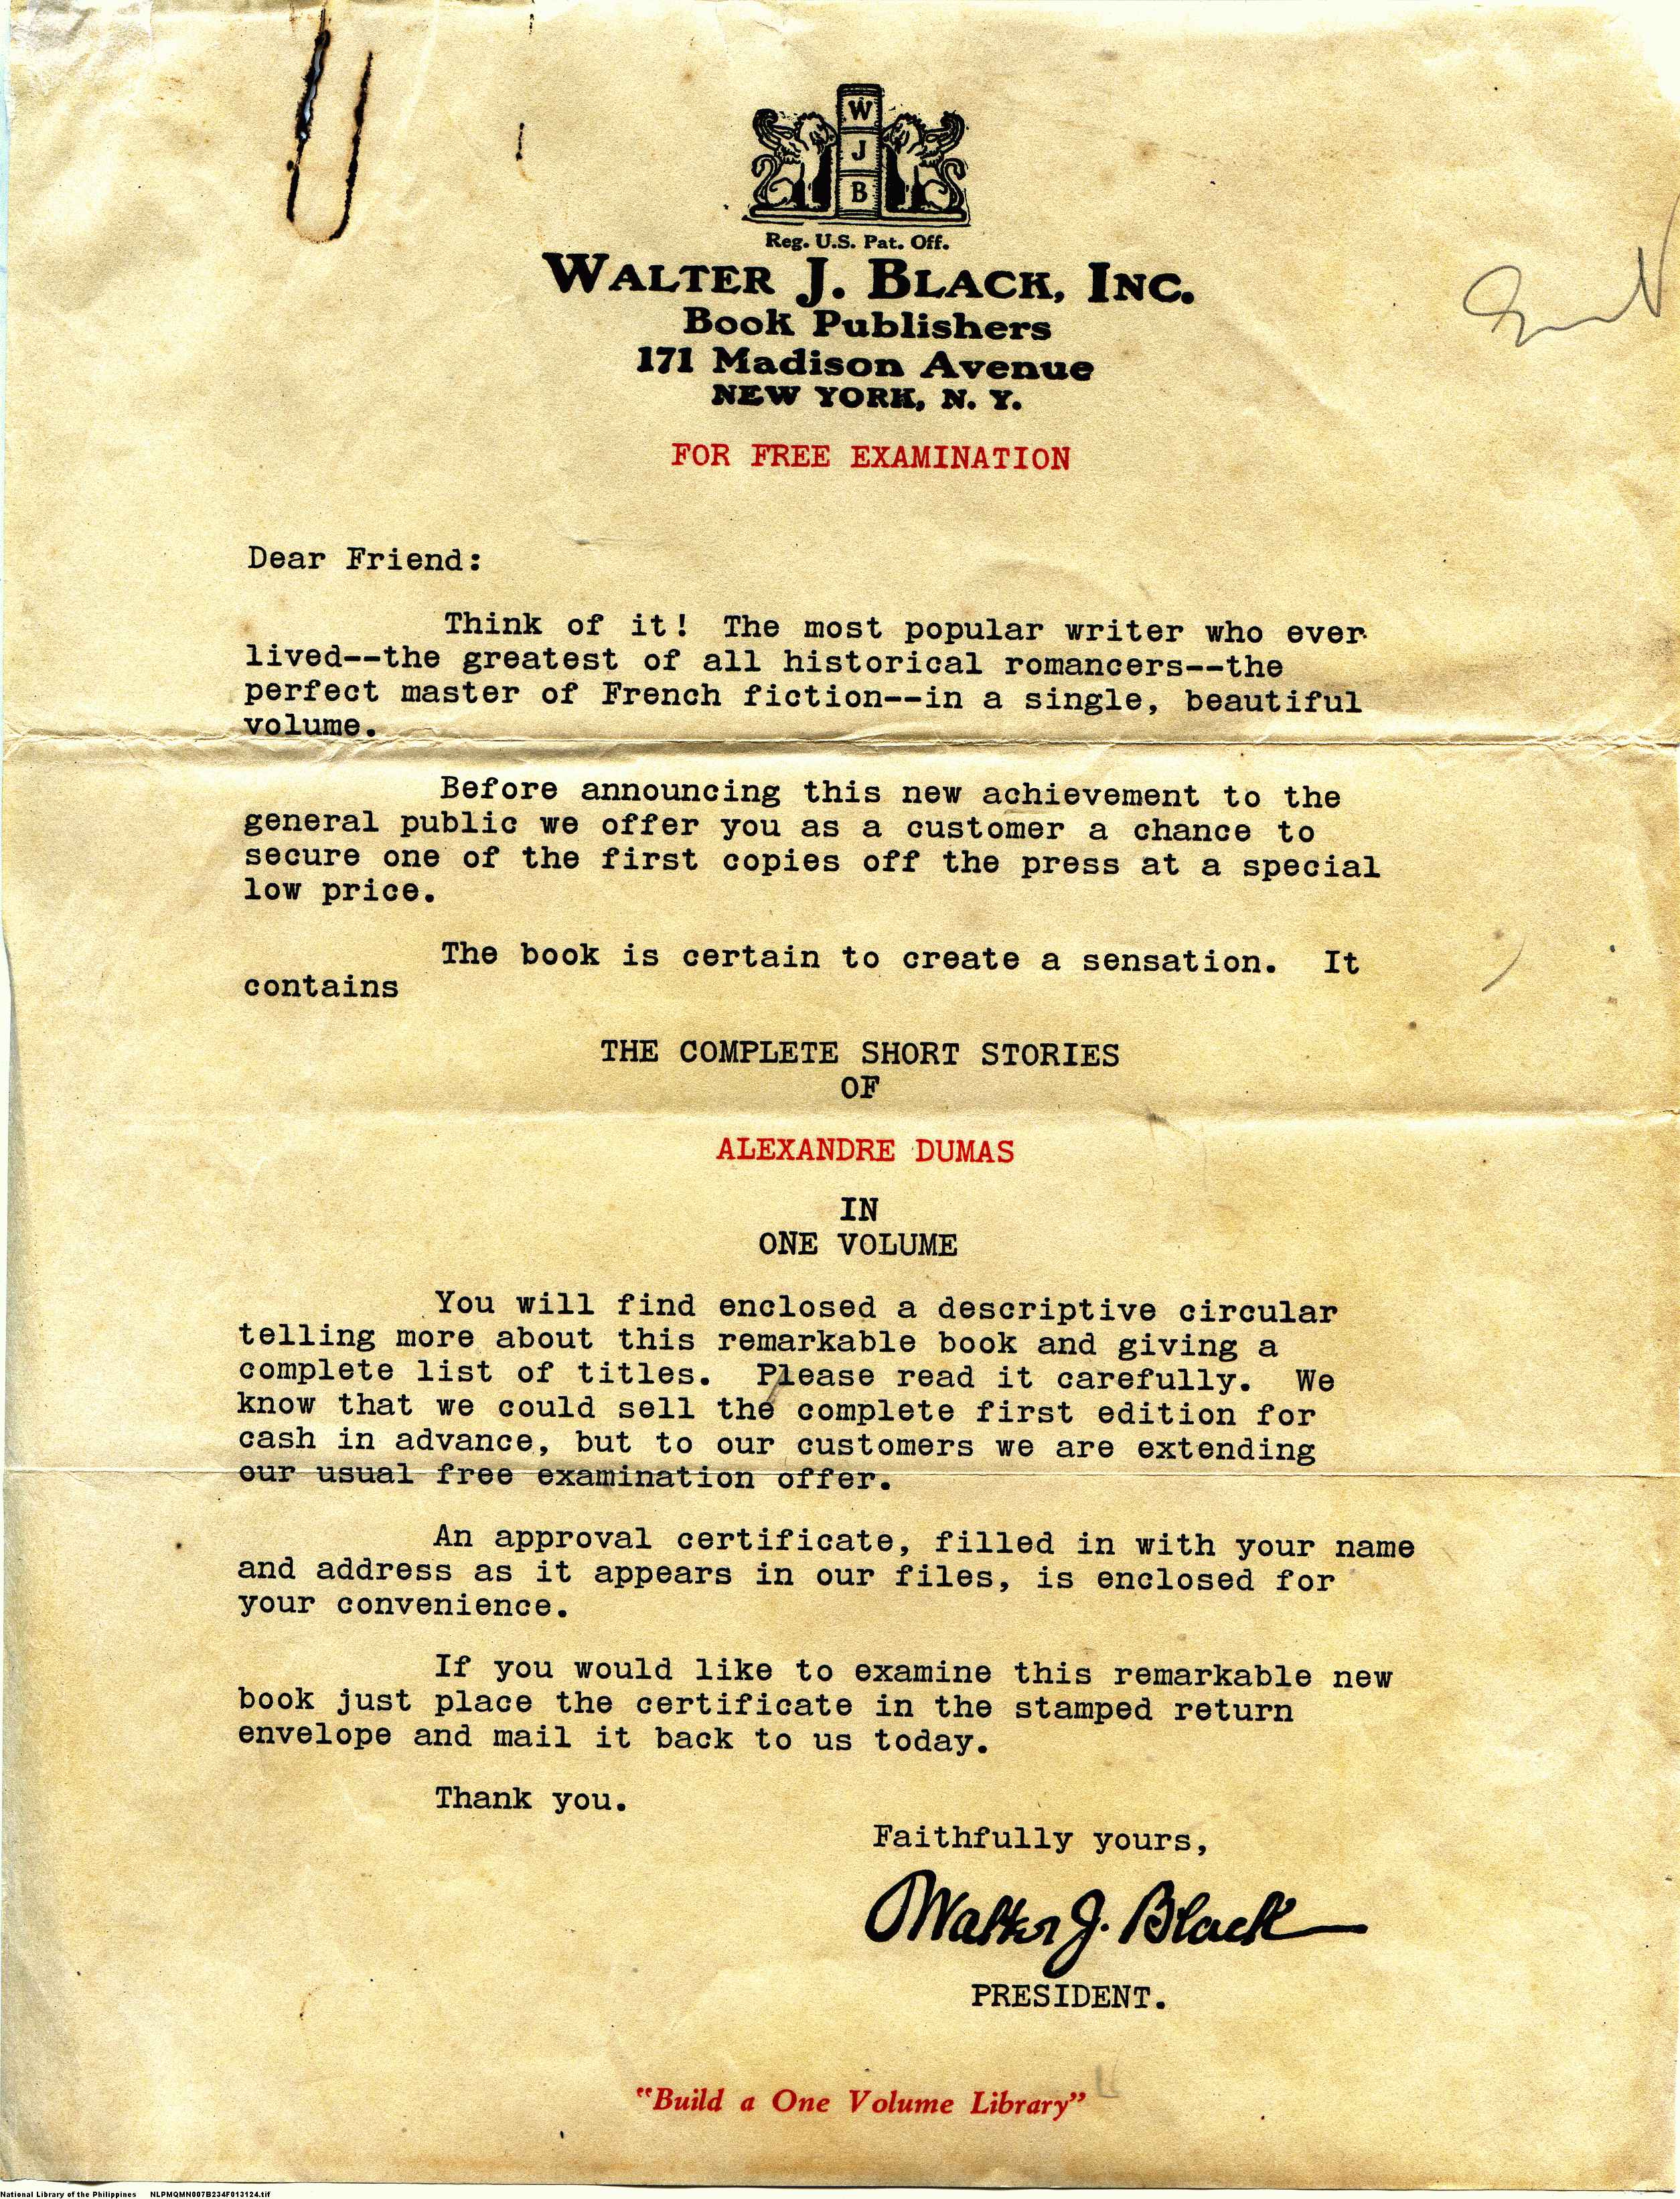 W
J
B
Reg. U.S. Pat. Off.
WALTER J. BLACK, INC.
Book Publishers
171 Madison Avenue
NEW YORK, N. Y.
FOR FREE EXAMINATION
Dear Friend:
Think of it! The most popular writer who ever
lived--the greatest of all historical romancers--the
perfect master of French fiction--in a single, beautiful
volume.
Before announcing this new achievement to the
general public we offer you as a customer a chance to
secure one of the first copies off the press at a special
low price.
The book is certain to create a sensation. It
contains
THE COMPLETE SHORT STORIES
OF
ALEXANDRE DUMAS
IN
ONE VOLUME
You will find enclosed a descriptive circular
telling more about this remarkable book and giving a
complete list of titles. Please read it carefully. We
know that we could sell the complete first edition for
cash in advance, but to our customers we are extending
our usual free examination offer.
An approval certificate, filled in with your name
and address as it appears in our files, is enclosed for
your convenience.
If you would like to examine this remarkable new
book just place the certificate in the stamped return
envelope and mail it back to us today.
Thank you.
Faithfully yours,
Walter J. Black
PRESIDENT.
"Build a One Volume Library"
National Library of the Philippines NLPMQMN007B234F013124.tif